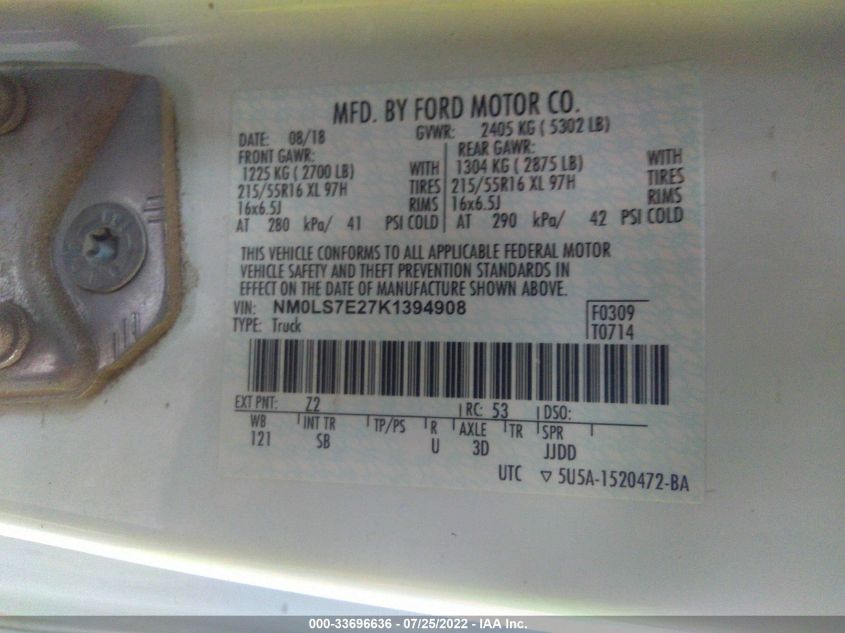 MFD. BY FORD MOTOR CO.
DATE: 08/18 GVWR: 2405 KG ( 5302 LB)
FRONT GAWR: REAR GAWR:
1225 KG ( 2700 LB) WITH 1304 KG ( 2875 LB) WITH
215/55R16 XL 97H TIRES 215/55R16 XL 97H TIRES
16x6.5J RIMS 16x6.5J RIMS
AT 280 kPa/ 41 PSI COLD AT 290 kPa/ 42 PSI COLD
THIS VEHICLE CONFORMS TO ALL APPLICABLE FEDERAL MOTOR
VEHICLE SAFETY AND THEFT PREVENTION STANDARDS IN
EFFECT ON THE DATE OF MANUFACTURE SHOWN ABOVE.
VIN: NM0LS7E27K1394908 F0309
TYPE: Truck T0714
EXT PNT: Z2 RC: 53 DSO:
WB INT TR TP/PS R AXLE TR SPR
121 SB U 3D JJDD
UTC ▽ 5U5A-1520472-BA
000-33696636 / 07/25/2022 - IAA Inc.